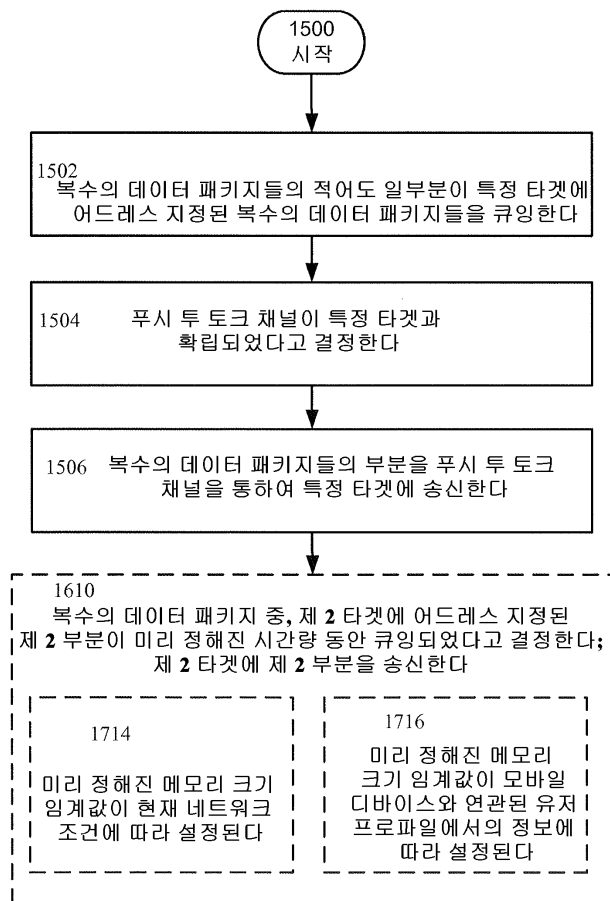 1500
시작
1502
복수의 데이터 패키지들의 적어도 일부분이 특정 타겟에
어드레스 지정된 복수의 데이터 패키지들을 큐잉한다
1504 푸시 투 토크 채널이 특정 타겟과
확립되었다고 결정한다
1506 복수의 데이터 패키지들의 부분을 푸시 투 토크
채널을 통하여 특정 타겟에 송신한다
1610
복수의 데이터 패키지 중, 제 2 타겟에 어드레스 지정된
제 2 부분이 미리 정해진 시간량 동안 큐잉되었다고 결정한다;
제 2 타겟에 제 2 부분을 송신한다
1714
미리 정해진 메모리 크기
임계값이 현재 네트워크
조건에 따라 설정된다
1716
미리 정해진 메모리
크기 임계값이 모바일
디바이스와 연관된 유저
프로파일에서의 정보에
따라 설정된다